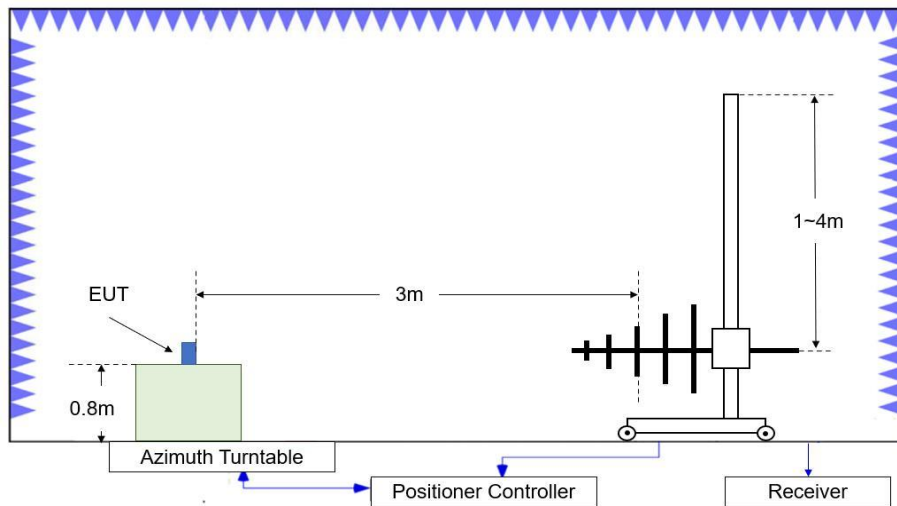 1~4m
EUT
3m
0.8m
Azimuth Turntable
Positioner Controller
Receiver